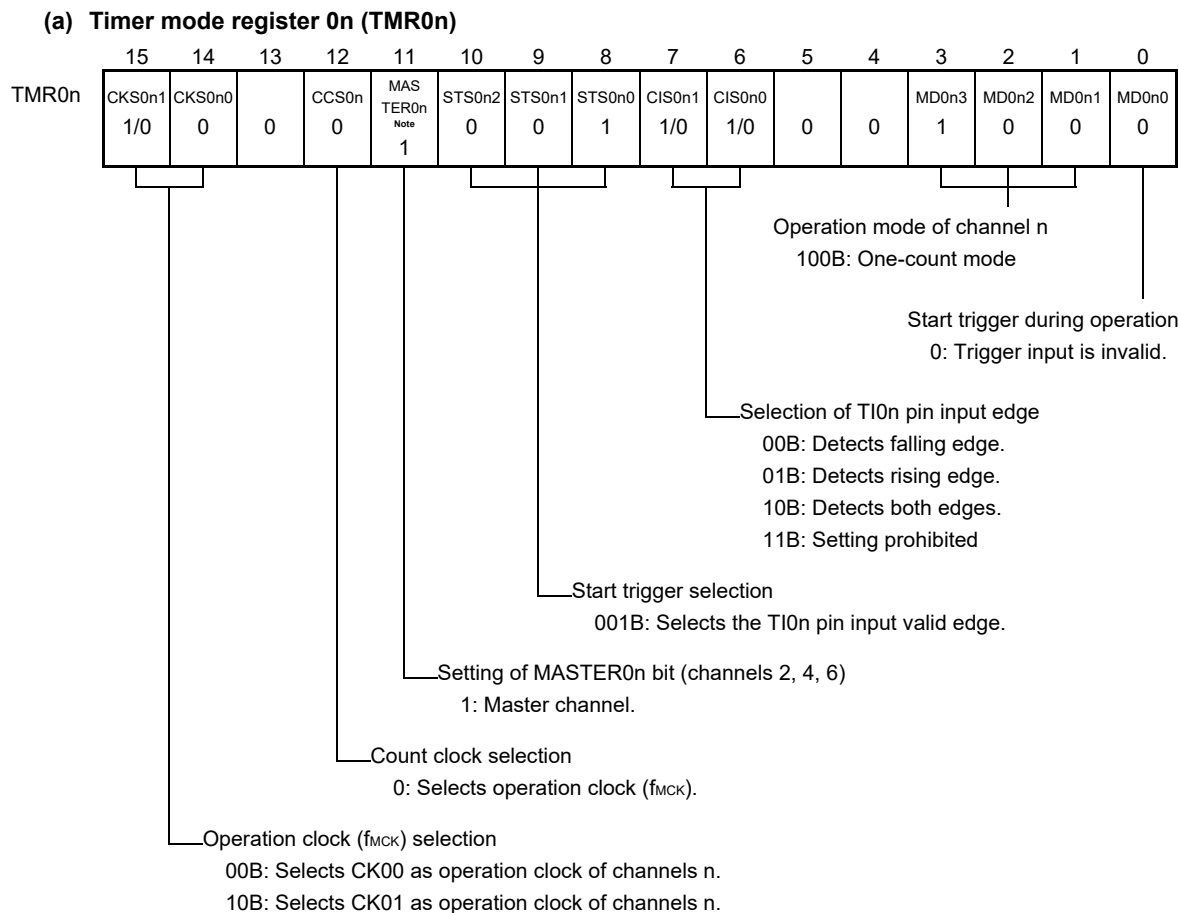 (a) Timer mode register 0n (TMR0n)
15 14 13 12 11 10 9 8 7 6 5 4 3 2 1 0
TMR0n
CKS0n1 CKS0n0 CCS0n MAS STS0n2 STS0n1 STS0n0 CIS0n1 CIS0n0 MD0n3 MD0n2 MD0n1 MD0n0
TER0n
Note
1/0 0 0 0 1 0 0 1 1/0 1/0 0 0 1 0 0 0
Operation mode of channel n
100B: One-count mode
Start trigger during operation
0: Trigger input is invalid.
Selection of TI0n pin input edge
00B: Detects falling edge.
01B: Detects rising edge.
10B: Detects both edges.
11B: Setting prohibited
Start trigger selection
001B: Selects the TI0n pin input valid edge.
Setting of MASTER0n bit (channels 2, 4, 6)
1: Master channel.
Count clock selection
0: Selects operation clock (fMCK).
Operation clock (fMCK) selection
00B: Selects CK00 as operation clock of channels n.
10B: Selects CK01 as operation clock of channels n.